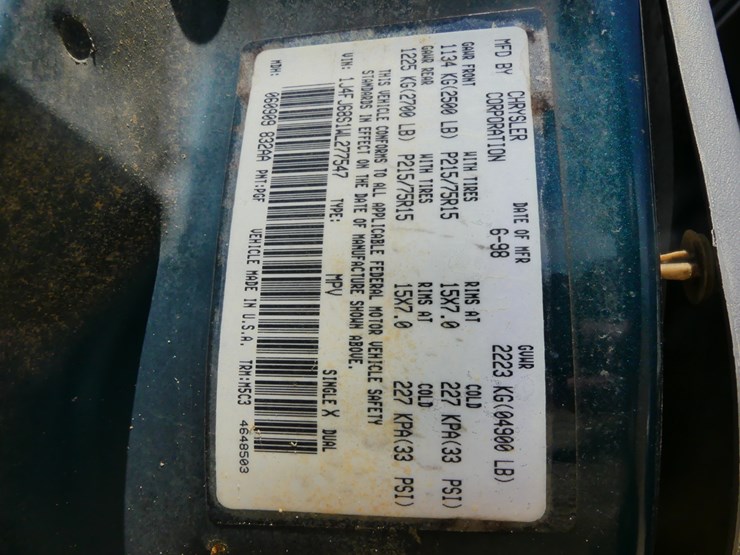 MFD BY CHRYSLER CORPORATION DATE OF MFR 6-98 GVWR 2223 KG(04900 LB)
GAWR FRONT WITH TIRES RIMS AT COLD
1134 KG(2500 LB) P215/75R15 15X7.0 227 KPA(33 PSI)
GAWR REAR WITH TIRES RIMS AT COLD
1225 KG(2700 LB) P215/75R15 15X7.0 227 KPA(33 PSI)
THIS VEHICLE CONFORMS TO ALL APPLICABLE FEDERAL MOTOR VEHICLE SAFETY
STANDARDS IN EFFECT ON THE DATE OF MANUFACTURE SHOWN ABOVE.
VIN: 1J4FJ68S1WL277547 TYPE: MPV SINGLE X DUAL
MDH: 060909 832AA PNT:PGF VEHICLE MADE IN U.S.A. TRM:M5C3 4648503